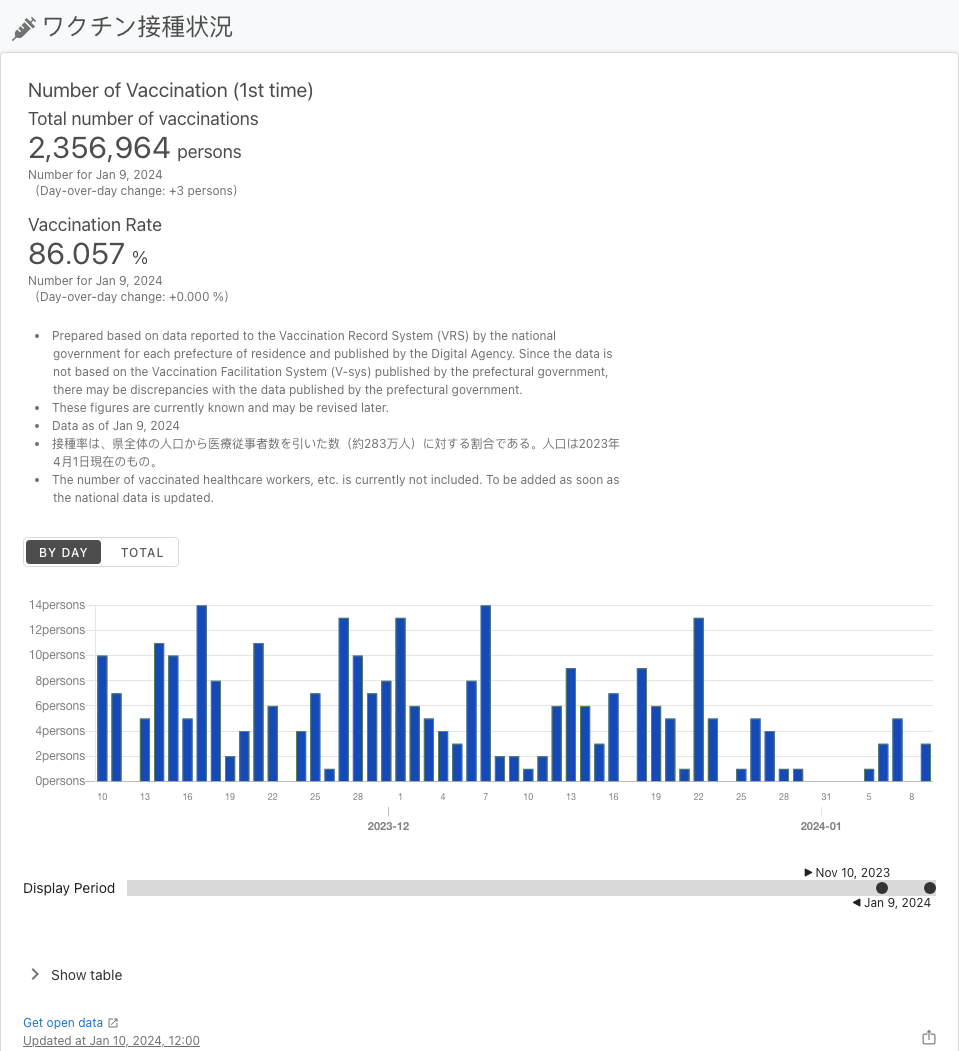 ワクチン接種状況
Number of Vaccination (1st time)
Total number of vaccinations
2,356,964 persons
Number for Jan 9, 2024
(Day-over-day change: +3 persons)
Vaccination Rate
86.057 %
Number for Jan 9, 2024
(Day-over-day change: +0.000 %)
• Prepared based on data reported to the Vaccination Record System (VRS) by the national
government for each prefecture of residence and published by the Digital Agency. Since the data is
not based on the Vaccination Facilitation System (V-sys) published by the prefectural government,
there may be discrepancies with the data published by the prefectural government.
• These figures are currently known and may be revised later.
• Data as of Jan 9, 2024
• 接種率は、県全体の人口から医療従事者数を引いた数（約283万人）に対する割合である。人口は2023年
4月1日現在のもの。
• The number of vaccinated healthcare workers, etc. is currently not included. To be added as soon as
the national data is updated.
BY DAY TOTAL
14persons
12persons
10persons
8persons
6persons
4persons
2persons
0persons
10 13 16 19 22 25 28 1 4 7 10 13 16 19 22 25 28 31 5 8
2023-12 2024-01
Nov 10, 2023
Display Period
Jan 9, 2024
Show table
Get open data
Updated at Jan 10, 2024, 12:00